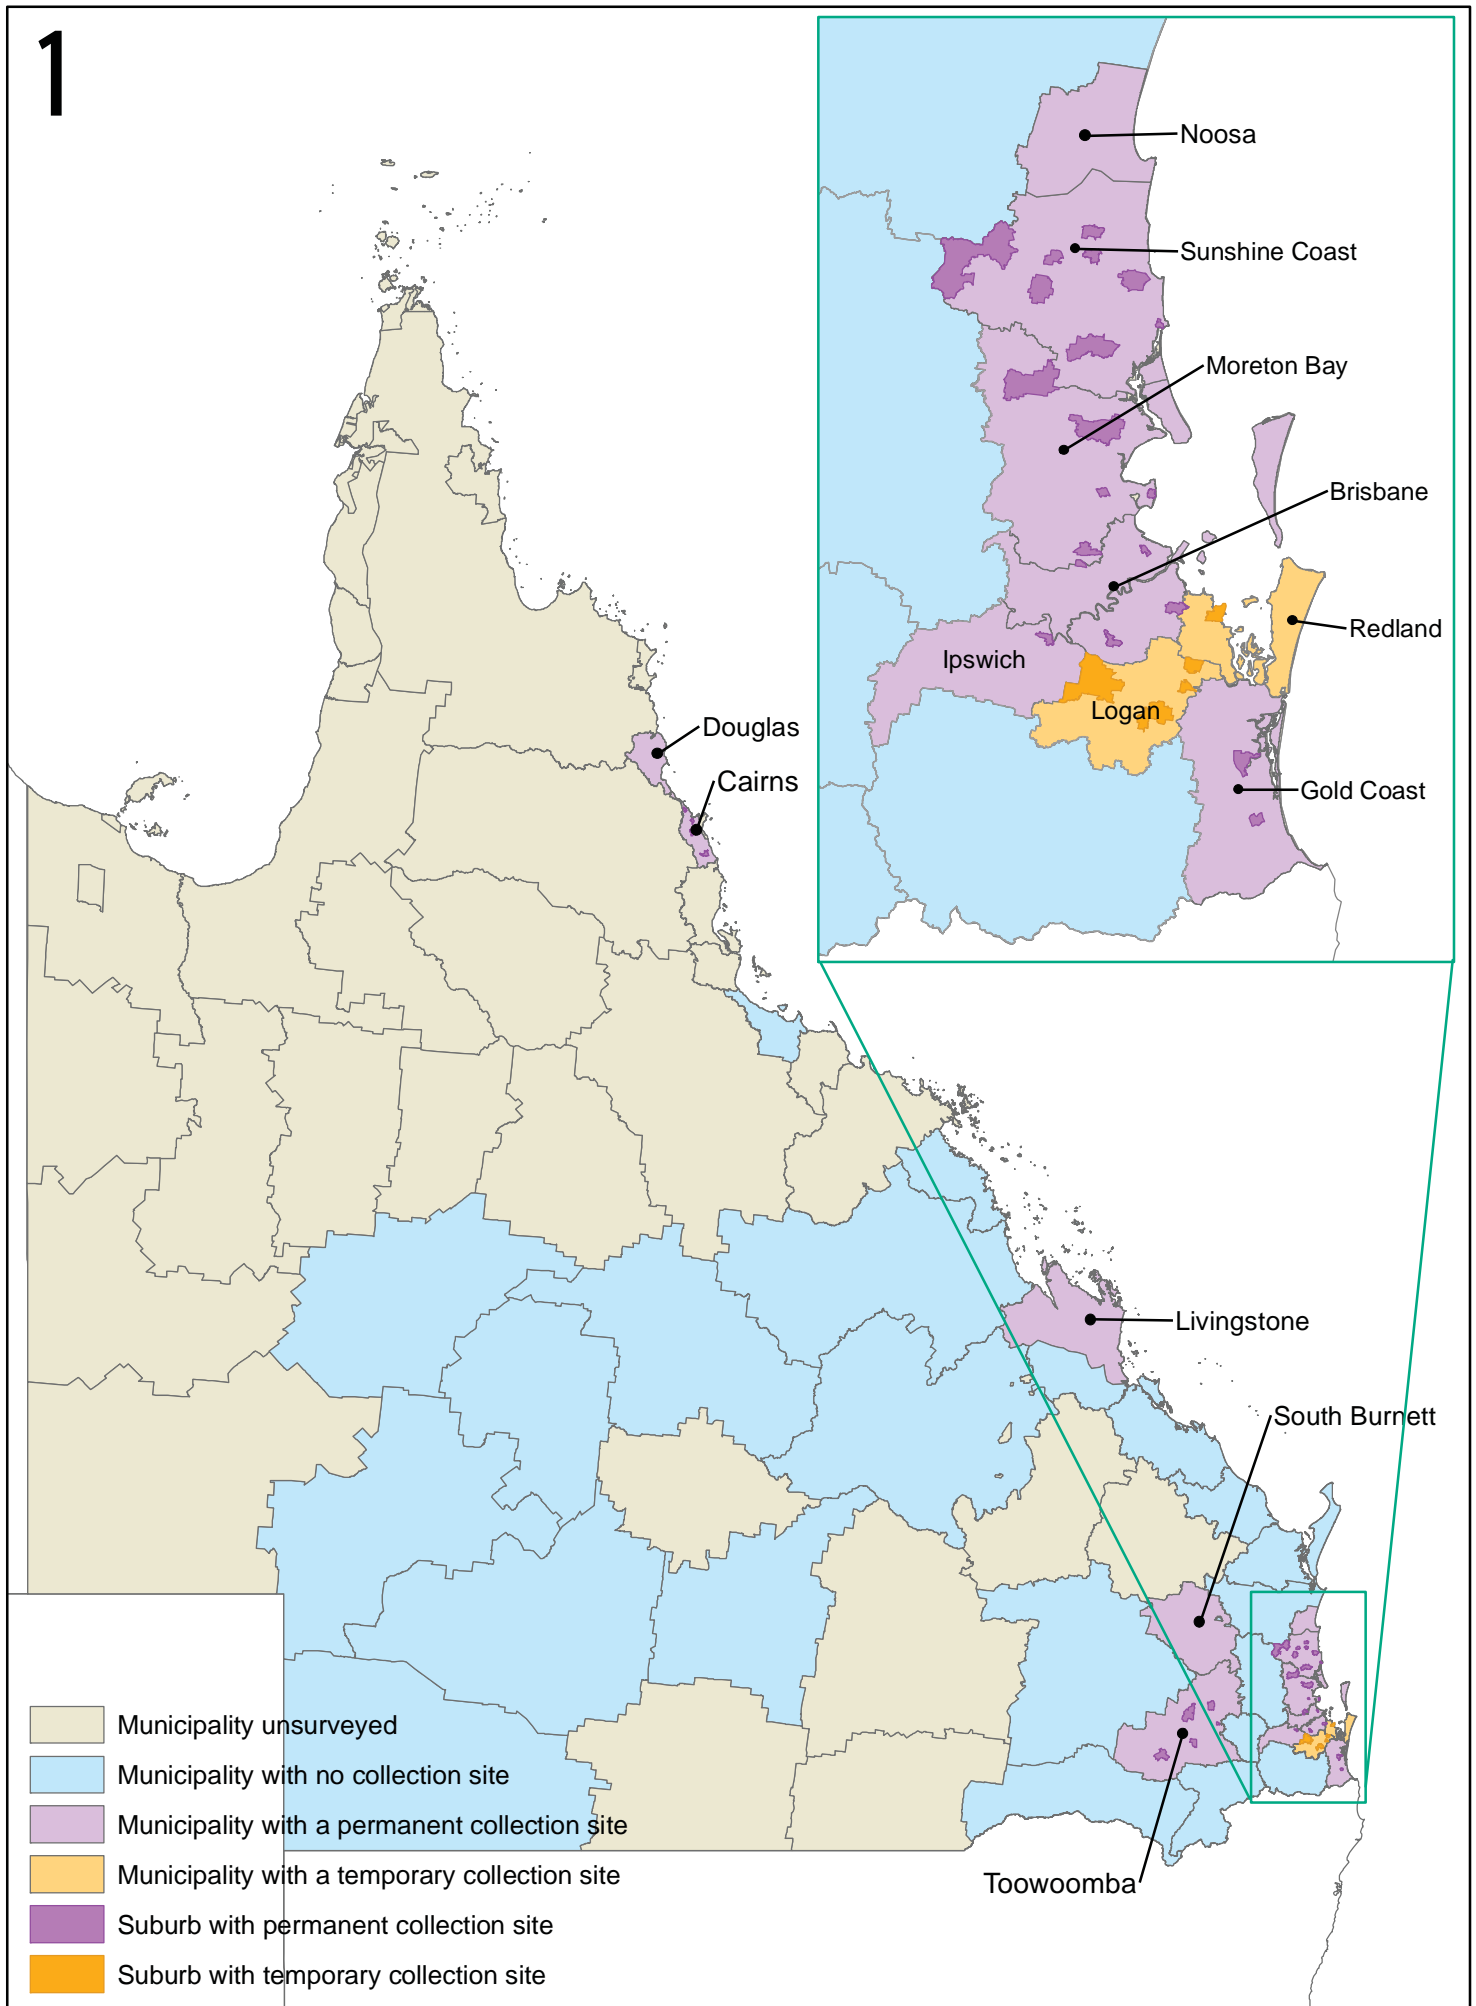 1
Noosa
Sunshine Coast
Moreton Bay
Brisbane
Redland
Ipswich
Logan
Gold Coast
Douglas
Cairns
Livingstone
South Burnett
Toowoomba
Municipality unsurveyed
Municipality with no collection site
Municipality with a permanent collection site
Municipality with a temporary collection site
Suburb with permanent collection site
Suburb with temporary collection site